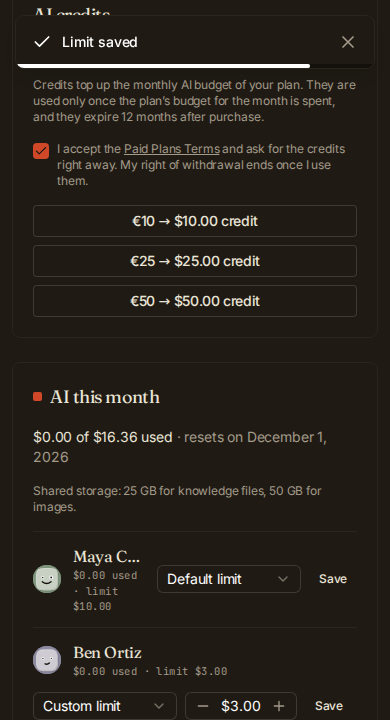 AI credits
Limit saved
Credits top up the monthly AI budget of your plan. They are
used only once the plan's budget for the month is spent,
and they expire 12 months after purchase.
I accept the Paid Plans Terms and ask for the credits
right away. My right of withdrawal ends once I use
them.
€10 → $10.00 credit
€25 → $25.00 credit
€50 → $50.00 credit
AI this month
$0.00 of $16.36 used · resets on December 1,
2026
Shared storage: 25 GB for knowledge files, 50 GB for
images.
Maya C...
$0.00 used
· limit
$10.00
Default limit
Save
Ben Ortiz
$0.00 used · limit $3.00
Custom limit
− $3.00 +
Save